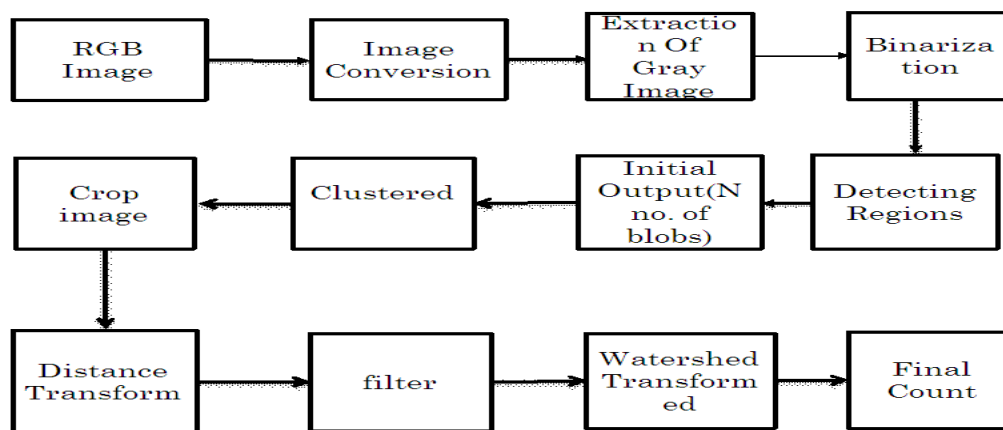 RGB
Image
Image
Conversion
Extractio
n Of
Gray
Image
Binariza
tion
Crop
image
Clustered
Initial
Output(N
no. of
blobs)
Detecting
Regions
Distance
Transform
filter
Watershed
Transform
ed
Final
Count